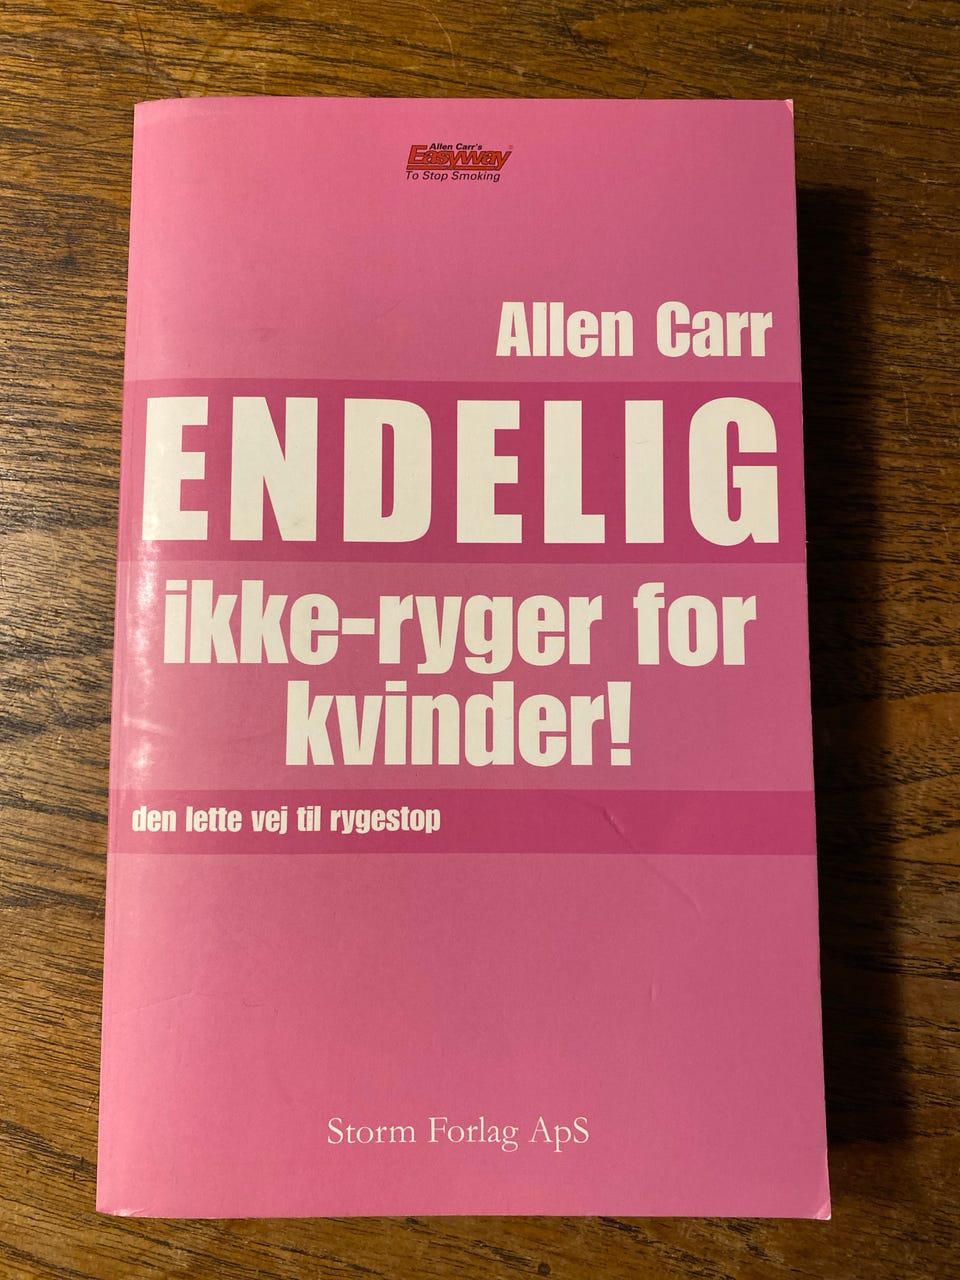 Allen Carr's
Easyway®
To Stop Smoking
Allen Carr
ENDELIG
ikke-ryger for
kvinder!
den lette vej til rygestop
Storm Forlag ApS